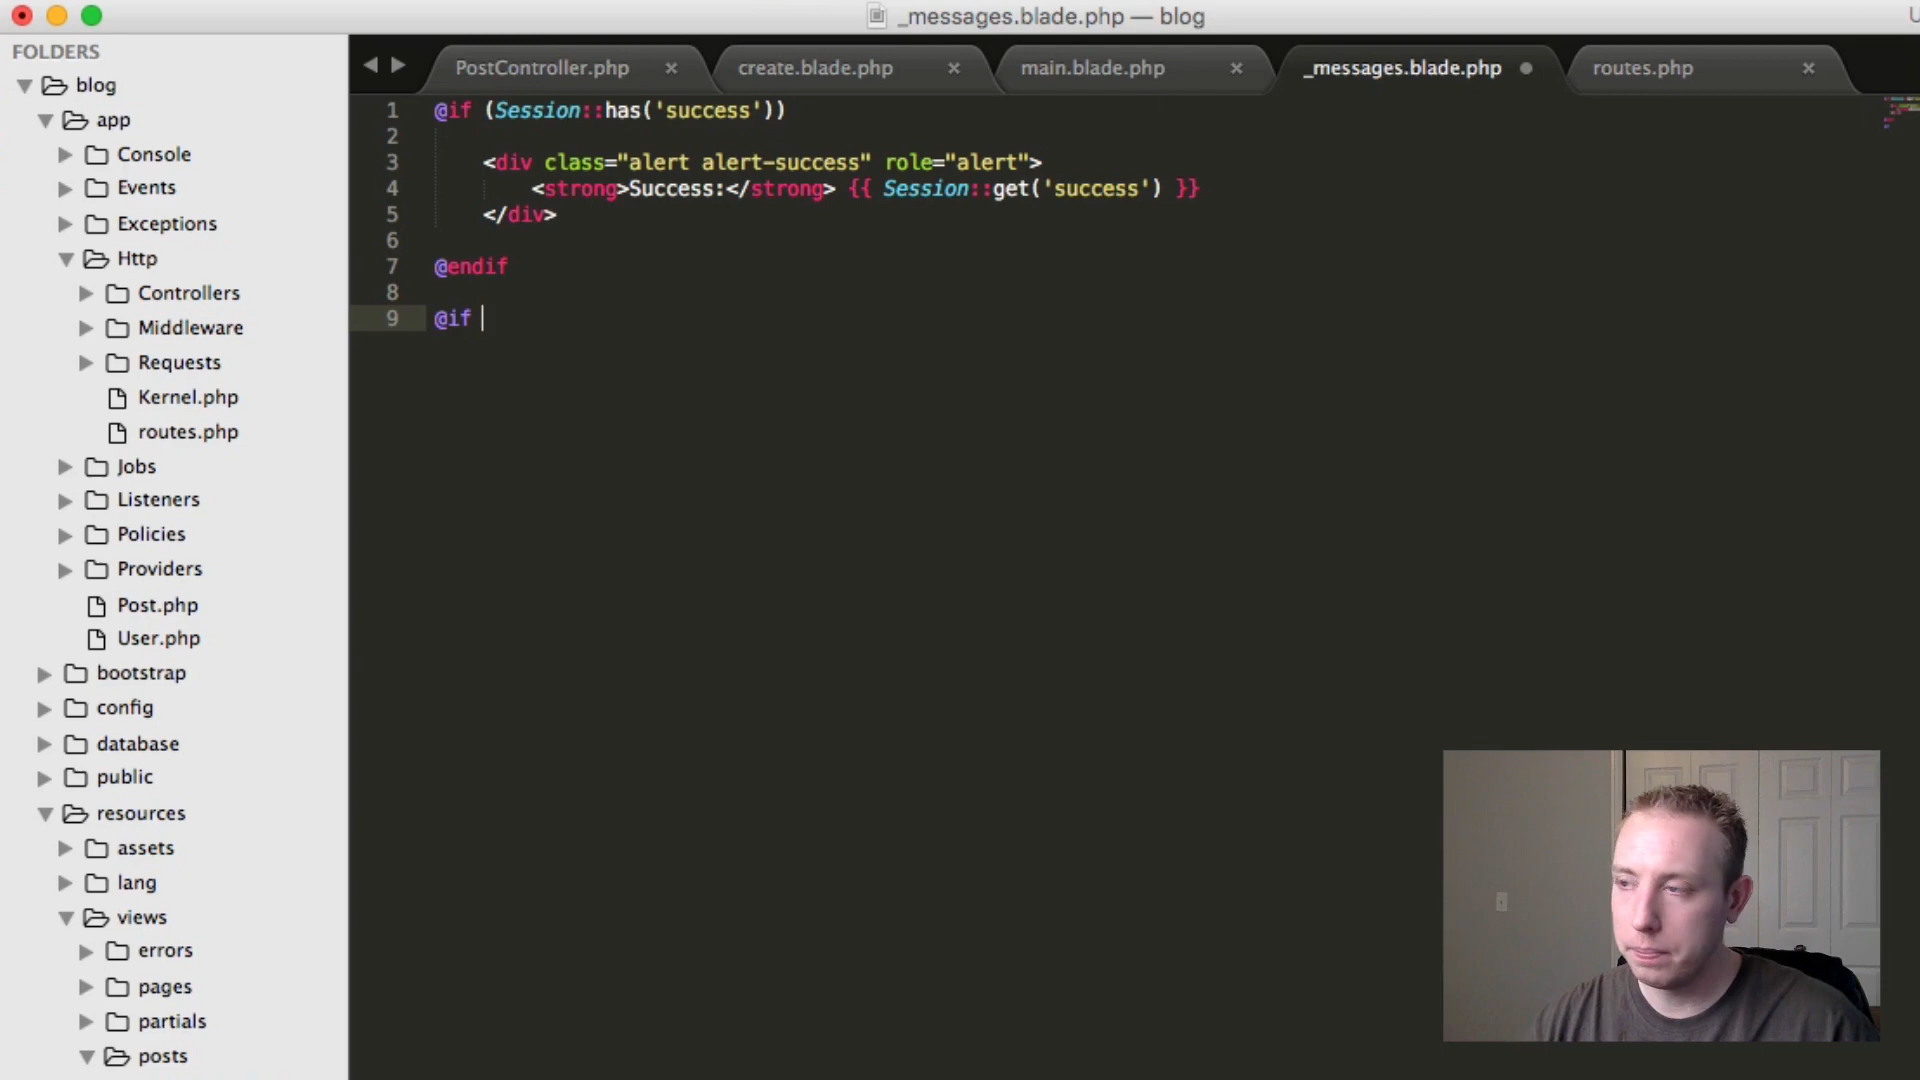 _messages.blade.php — blog
FOLDERS
blog
app
Console
Events
Exceptions
Http
Controllers
Middleware
Requests
Kernel.php
routes.php
Jobs
Listeners
Policies
Providers
Post.php
User.php
bootstrap
config
database
public
resources
assets
lang
views
errors
pages
partials
posts
PostController.php
create.blade.php
main.blade.php
_messages.blade.php
routes.php
1 @if (Session::has('success'))
2
3 <div class="alert alert-success" role="alert">
4 <strong>Success:</strong> {{ Session::get('success') }}
5 </div>
6
7 @endif
8
9 @if